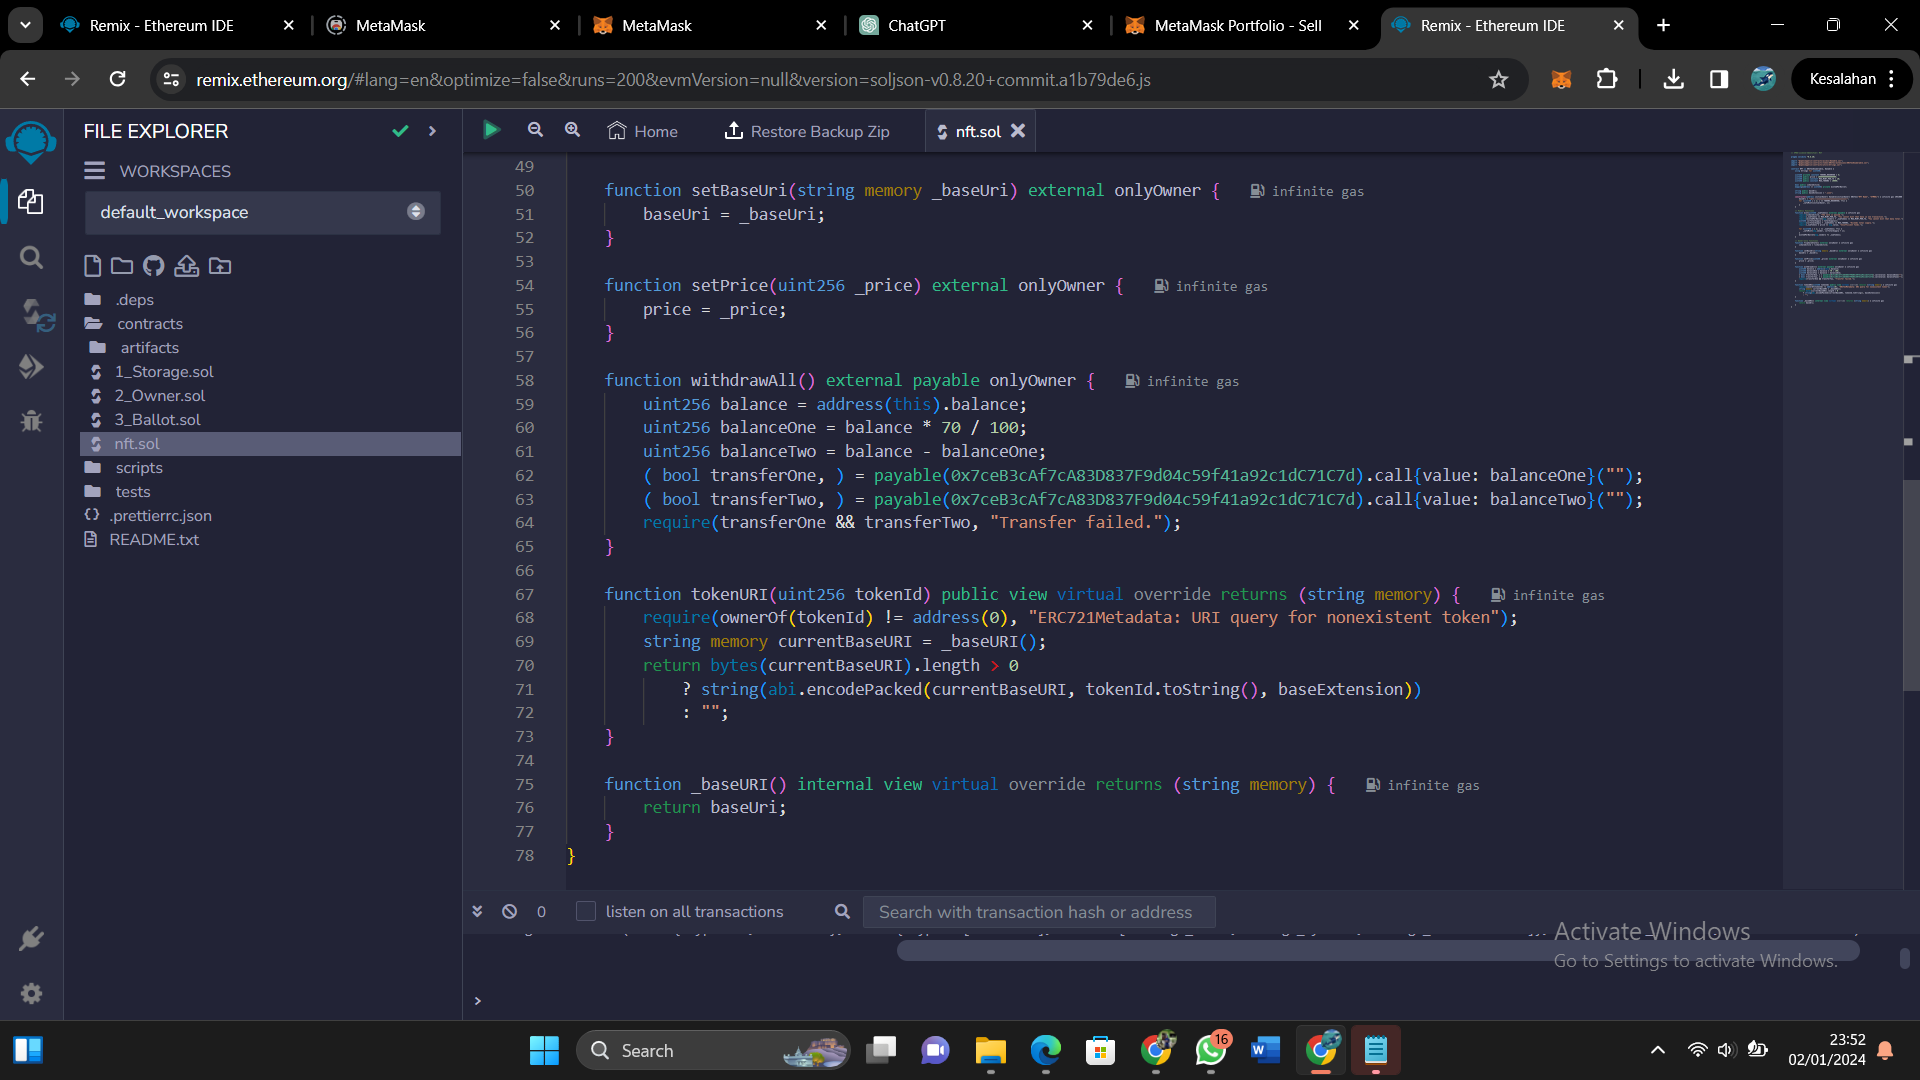 Remix - Ethereum IDE
MetaMask
MetaMask
ChatGPT
MetaMask Portfolio - Sell
Remix - Ethereum IDE
remix.ethereum.org/#lang=en&optimize=false&runs=200&evmVersion=null&version=soljson-v0.8.20+commit.a1b79de6.js
Kesalahan
FILE EXPLORER
WORKSPACES
default_workspace
.deps
contracts
artifacts
1_Storage.sol
2_Owner.sol
3_Ballot.sol
nft.sol
scripts
tests
.prettierrc.json
README.txt
Home
Restore Backup Zip
nft.sol
49
50 function setBaseUri(string memory _baseUri) external onlyOwner { infinite gas
51 baseUri = _baseUri;
52 }
53
54 function setPrice(uint256 _price) external onlyOwner { infinite gas
55 price = _price;
56 }
57
58 function withdrawAll() external payable onlyOwner { infinite gas
59 uint256 balance = address(this).balance;
60 uint256 balanceOne = balance * 70 / 100;
61 uint256 balanceTwo = balance - balanceOne;
62 ( bool transferOne, ) = payable(0x7ceB3cAf7cA83D837F9d04c59f41a92c1dC71C7d).call{value: balanceOne}("");
63 ( bool transferTwo, ) = payable(0x7ceB3cAf7cA83D837F9d04c59f41a92c1dC71C7d).call{value: balanceTwo}("");
64 require(transferOne && transferTwo, "Transfer failed.");
65 }
66
67 function tokenURI(uint256 tokenId) public view virtual override returns (string memory) { infinite gas
68 require(ownerOf(tokenId) != address(0), "ERC721Metadata: URI query for nonexistent token");
69 string memory currentBaseURI = _baseURI();
70 return bytes(currentBaseURI).length > 0
71 ? string(abi.encodePacked(currentBaseURI, tokenId.toString(), baseExtension))
72 : "";
73 }
74
75 function _baseURI() internal view virtual override returns (string memory) { infinite gas
76 return baseUri;
77 }
78 }
0
listen on all transactions
Search with transaction hash or address
>
Activate Windows
Go to Settings to activate Windows.
Search
16
23:52
02/01/2024